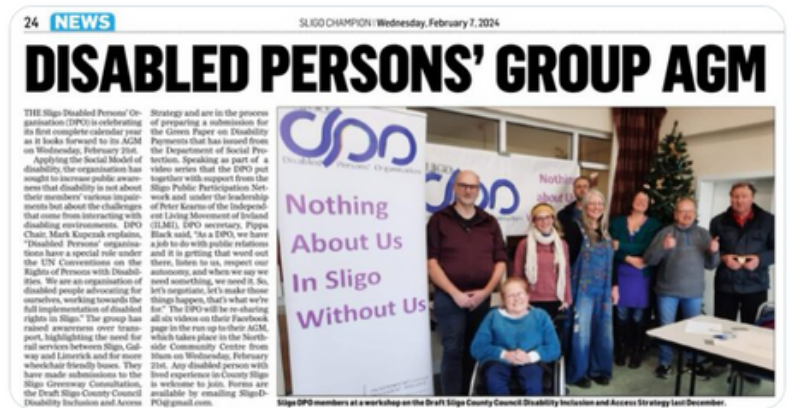 24 NEWS
SLIGO CHAMPION | Wednesday, February 7, 2024
DISABLED PERSONS' GROUP AGM
THE Sligo Disabled Persons' Or-
ganisation (DPO) is celebrating
its first complete calendar year
as it looks forward to its AGM
on Wednesday, February 21st.
Applying the Social Model of
disability, the organisation has
sought to increase public aware-
ness that disability is not about
their members' various impair-
ments but about the challenges
that come from interacting with
disabling environments. DPO
Chair, Mark Kupczak explains,
"Disabled Persons' organisa-
tions have a special role under
the UN Conventions on the
Rights of Persons with Disabil-
ities. We are an organisation of
disabled people advocating for
ourselves, working towards the
full implementation of disabled
rights in Sligo." The group has
raised awareness over trans-
port, highlighting the need for
rail services between Sligo, Gal-
way and Limerick and for more
wheelchair friendly buses. They
have made submissions to the
Sligo Greenway Consultation,
the Draft Sligo County Council
Disability Inclusion and Access
Strategy and are in the process
of preparing a submission for
the Green Paper on Disability
Payments that has issued from
the Department of Social Pro-
tection. Speaking as part of a
video series that the DPO put
together with support from the
Sligo Public Participation Net-
work and under the leadership
of Peter Kearns of the Independ-
ent Living Movement of Ireland
(ILMI), DPO secretary, Pippa
Black said, "As a DPO, we have
a job to do with public relations
and it is getting that word out
there, listen to us, respect our
autonomy, and when we say we
need something, we need it. So,
let's negotiate, let's make those
things happen, that's what we're
for." The DPO will be re-sharing
all six videos on their Facebook
page in the run up to their AGM,
which takes place in the North-
side Community Centre from
10am on Wednesday, February
21st. Any disabled person with
lived experience in County Sligo
is welcome to join. Forms are
available by emailing SligoD-
PO@gmail.com.
dpo
Disabled Persons' Organisation
Nothing
About Us
In Sligo
Without Us
SLIGO
dpo
Nothing
about U
Sligo DPO members at a workshop on the Draft Sligo County Council Disability Inclusion and Access Strategy last December.